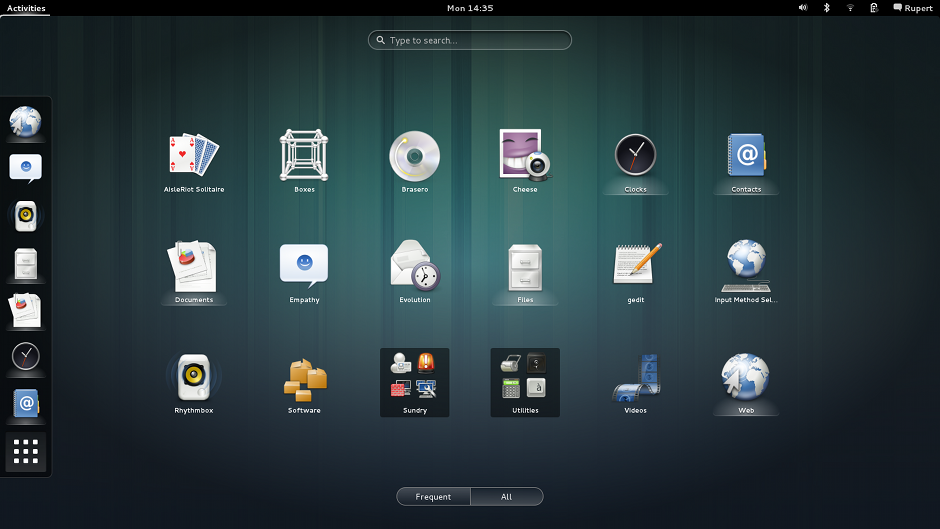 Activities
Mon 14:35
Rupert
Type to search...
AisleRiot Solitaire
Boxes
Brasero
Cheese
Clocks
Contacts
Documents
Empathy
Evolution
Files
gedit
Input Method Sel...
Rhythmbox
Software
Sundry
Utilities
Videos
Web
Frequent
All